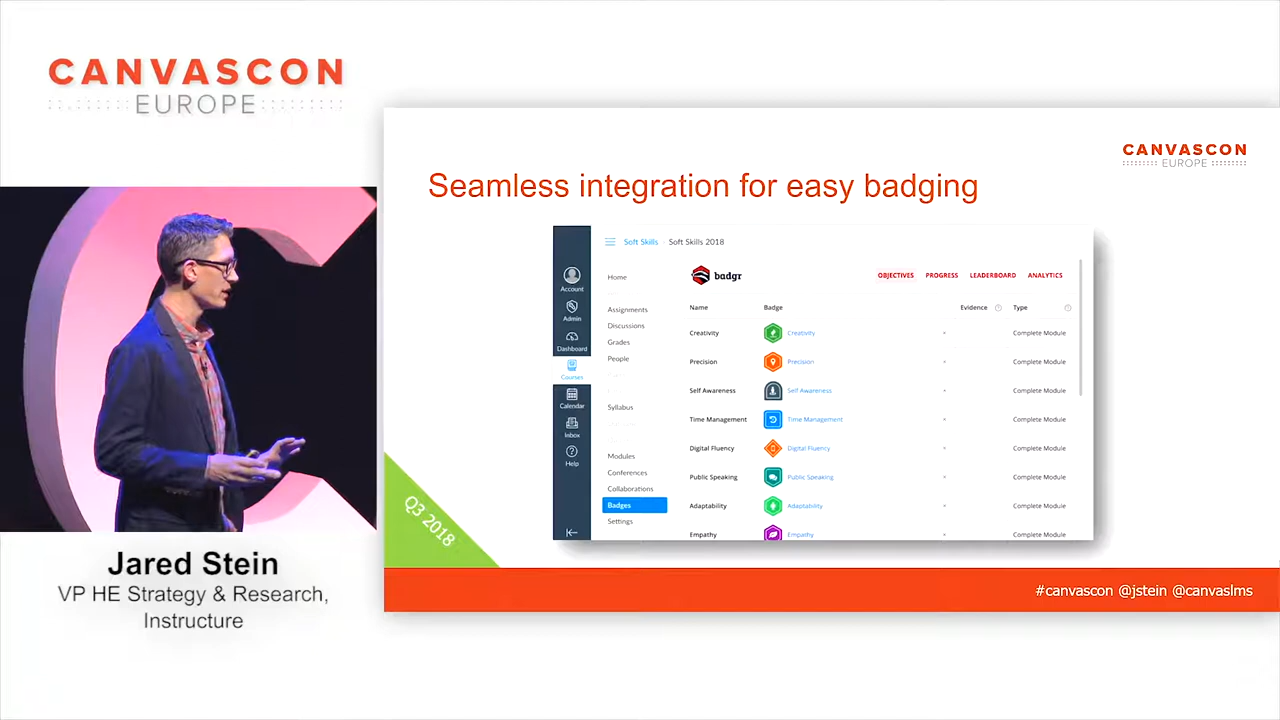 CANVASCON
EUROPE
Jared Stein
VP HE Strategy & Research,
Instructure
CANVASCON
EUROPE
Seamless integration for easy badging
Soft Skills Soft Skills 2018
Account
Admin
Dashboard
Courses
Calendar
Inbox
Help
Home
Assignments
Discussions
Grades
People
Syllabus
Modules
Conferences
Collaborations
Badges
Settings
badgr
OBJECTIVES PROGRESS LEADERBOARD ANALYTICS
Name Badge Evidence Type
Creativity Creativity Complete Module
Precision Precision Complete Module
Self Awareness Self Awareness Complete Module
Time Management Time Management Complete Module
Digital Fluency Digital Fluency Complete Module
Public Speaking Public Speaking Complete Module
Adaptability Adaptability Complete Module
Empathy Empathy Complete Module
Q3 2018
#canvascon @jstein @canvaslms